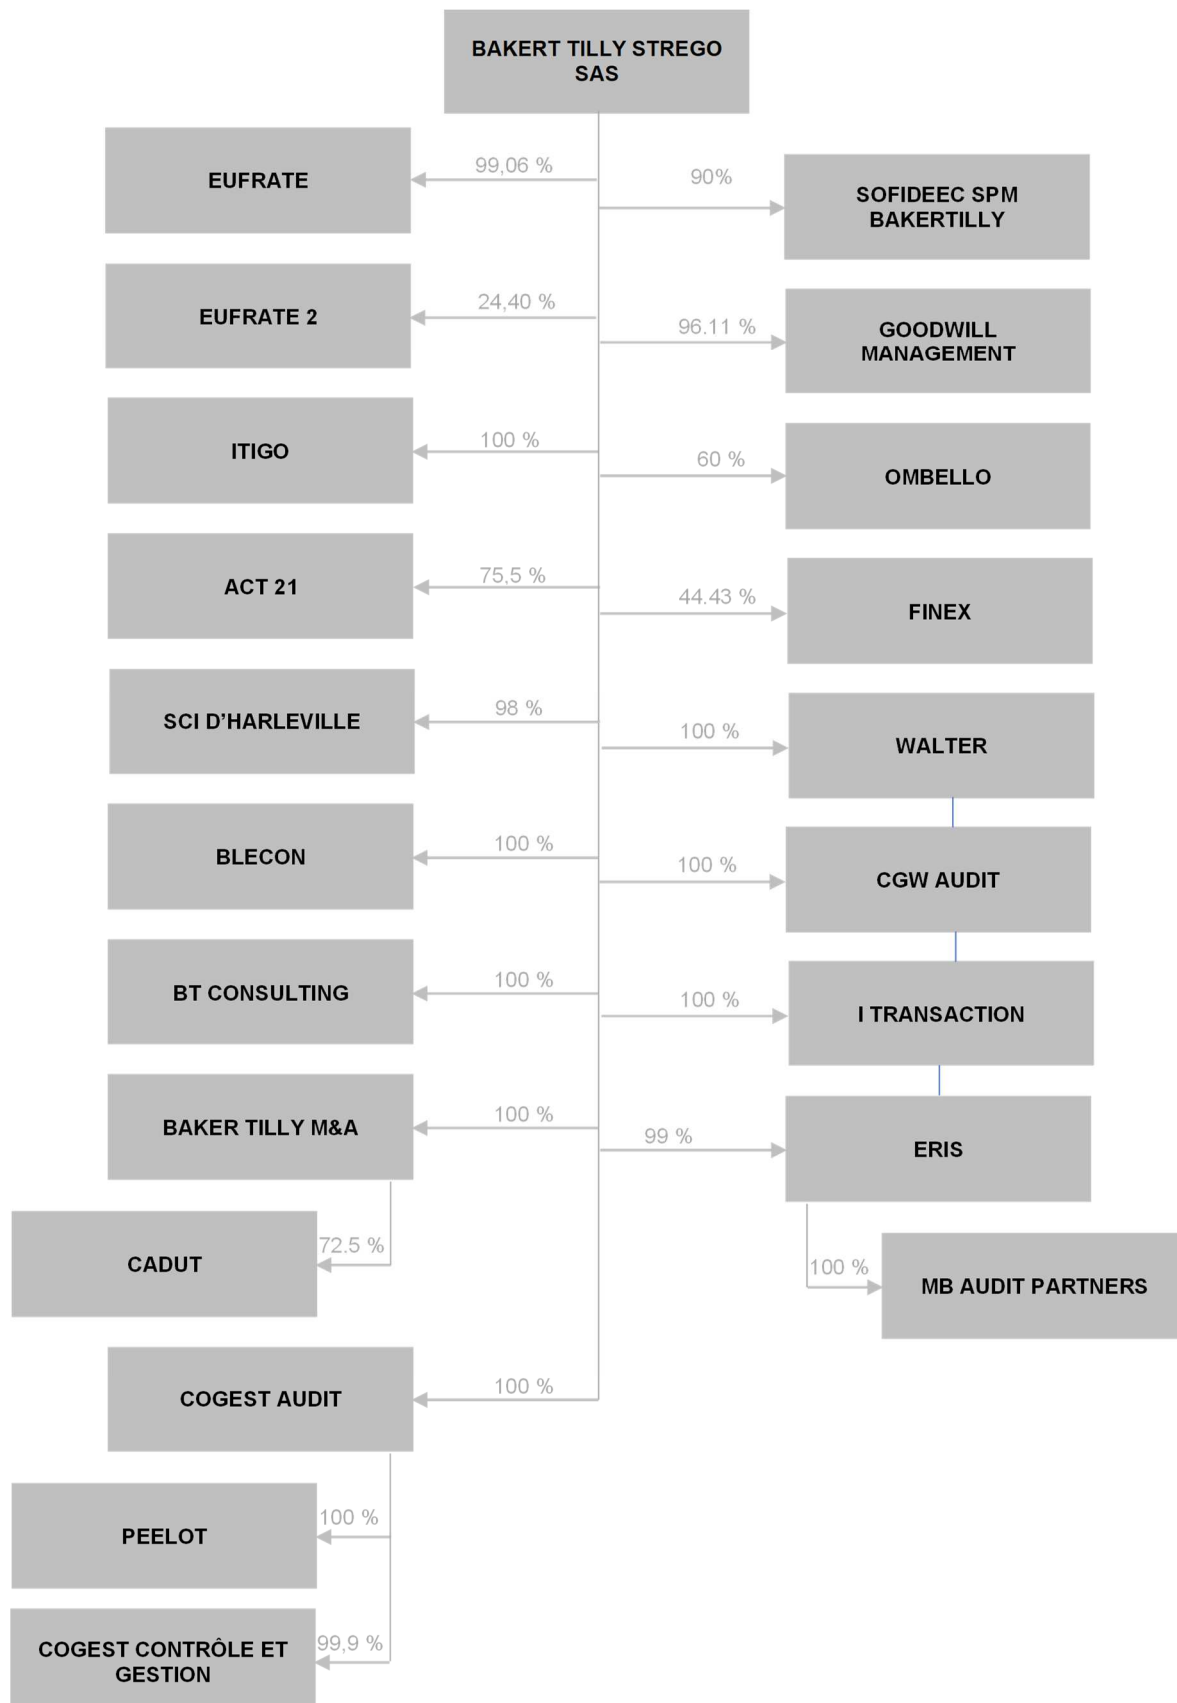 BAKERT TILLY STREGO
SAS
EUFRATE
99,06 %
90%
SOFIDEEC SPM
BAKERTILLY
EUFRATE 2
24,40 %
96.11 %
GOODWILL
MANAGEMENT
ITIGO
100 %
60 %
OMBELLO
ACT 21
75,5 %
44.43 %
FINEX
SCI D’HARLEVILLE
98 %
100 %
WALTER
BLECON
100 %
100 %
CGW AUDIT
BT CONSULTING
100 %
100 %
I TRANSACTION
BAKER TILLY M&A
100 %
99 %
ERIS
CADUT
72.5 %
100 %
MB AUDIT PARTNERS
COGEST AUDIT
100 %
PEELOT
100 %
COGEST CONTRÔLE ET
GESTION
99,9 %